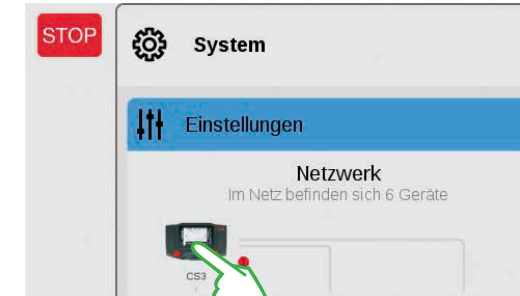 STOP
System
Einstellungen
Netzwerk
Im Netz befinden sich 6 Geräte
CS3